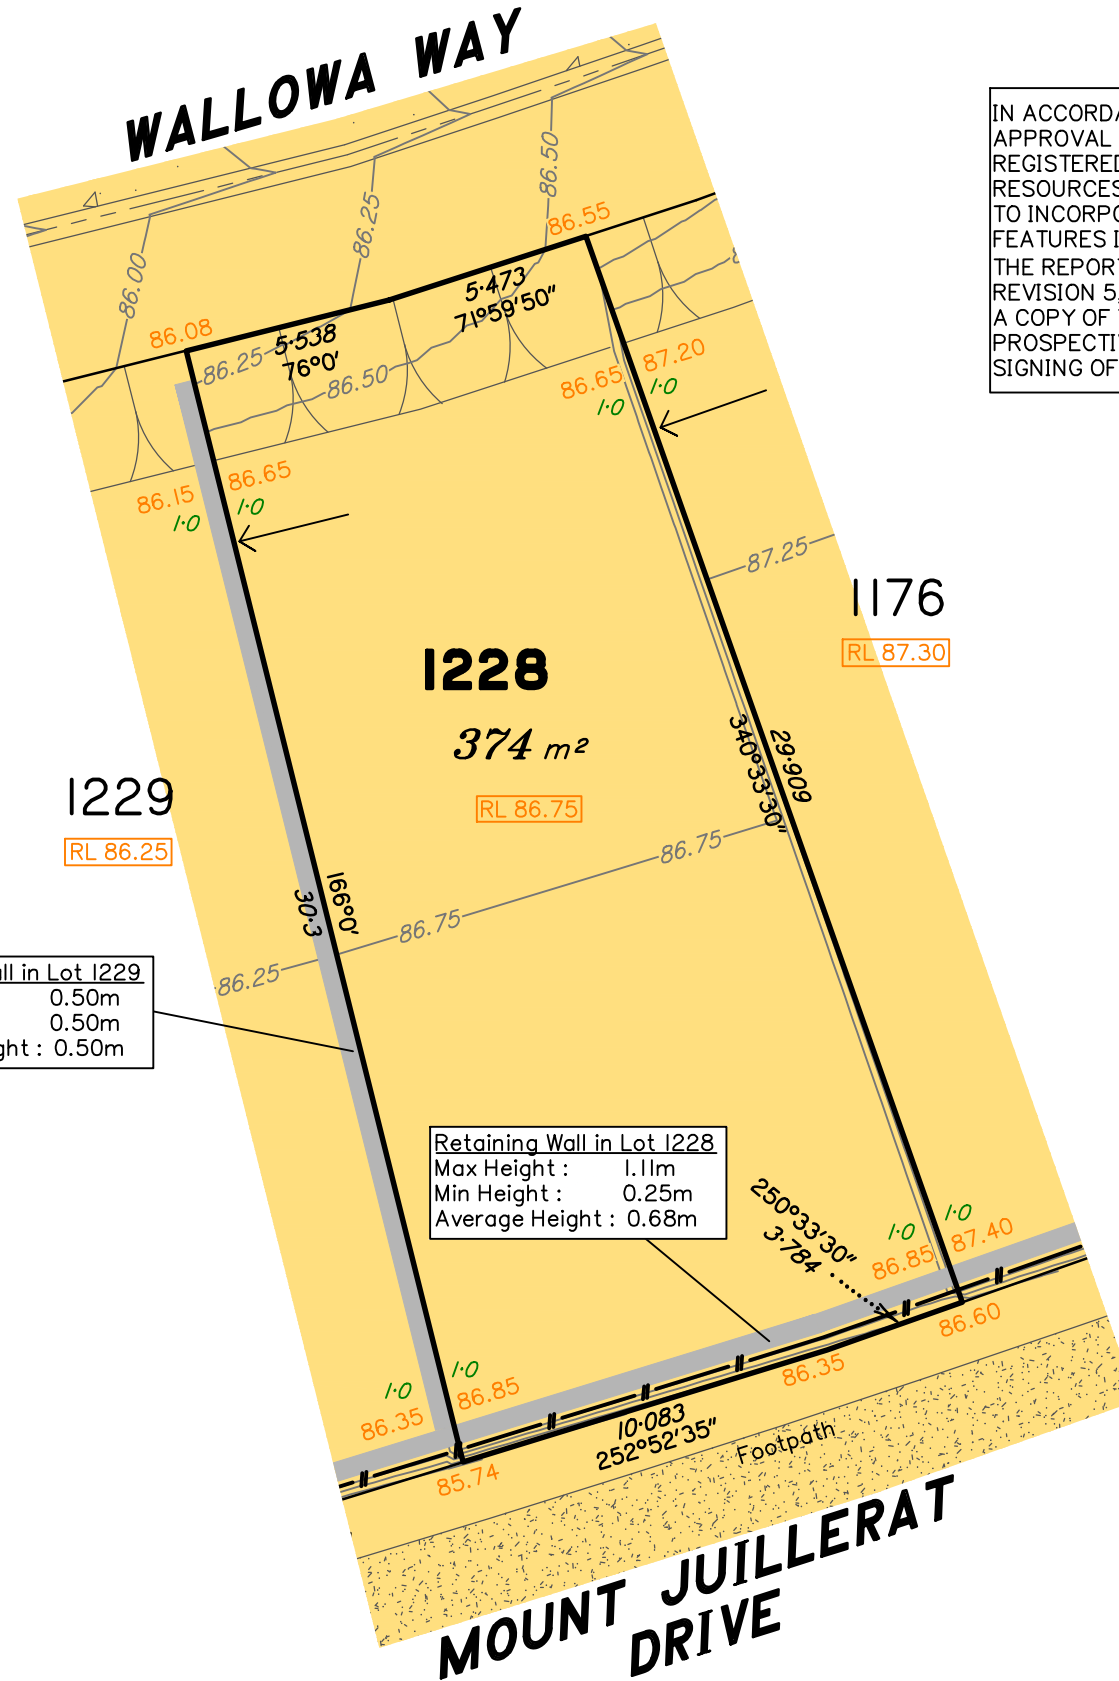 WALLOWA WAY
IN ACCORDA
APPROVAL
REGISTERED
RESOURCES
TO INCORPO
FEATURES I
THE REPORT
REVISION 5,
A COPY OF
PROSPECTIV
SIGNING OF
86.00
86.25
86.50
86.55
86.08
5·473
71°59'50"
5·538
76°0'
86.25
86.50
86.65
87.20
1·0
1·0
86.15
86.65
1·0
1·0
87.25
1176
RL 87.30
1228
374 m²
RL 86.75
1229
RL 86.25
340°33'30"
29·909
86.75
86.75
166°0'
30·3
86.25
all in Lot 1229
0.50m
0.50m
ght : 0.50m
Retaining Wall in Lot 1228
Max Height : 1.11m
Min Height : 0.25m
Average Height : 0.68m
250°33'30"
3·784
1·0
1·0
86.85
87.40
86.60
86.35
1·0
1·0
86.35
86.85
85.74
10·083
252°52'35"
Footpath
MOUNT JUILLERAT
DRIVE